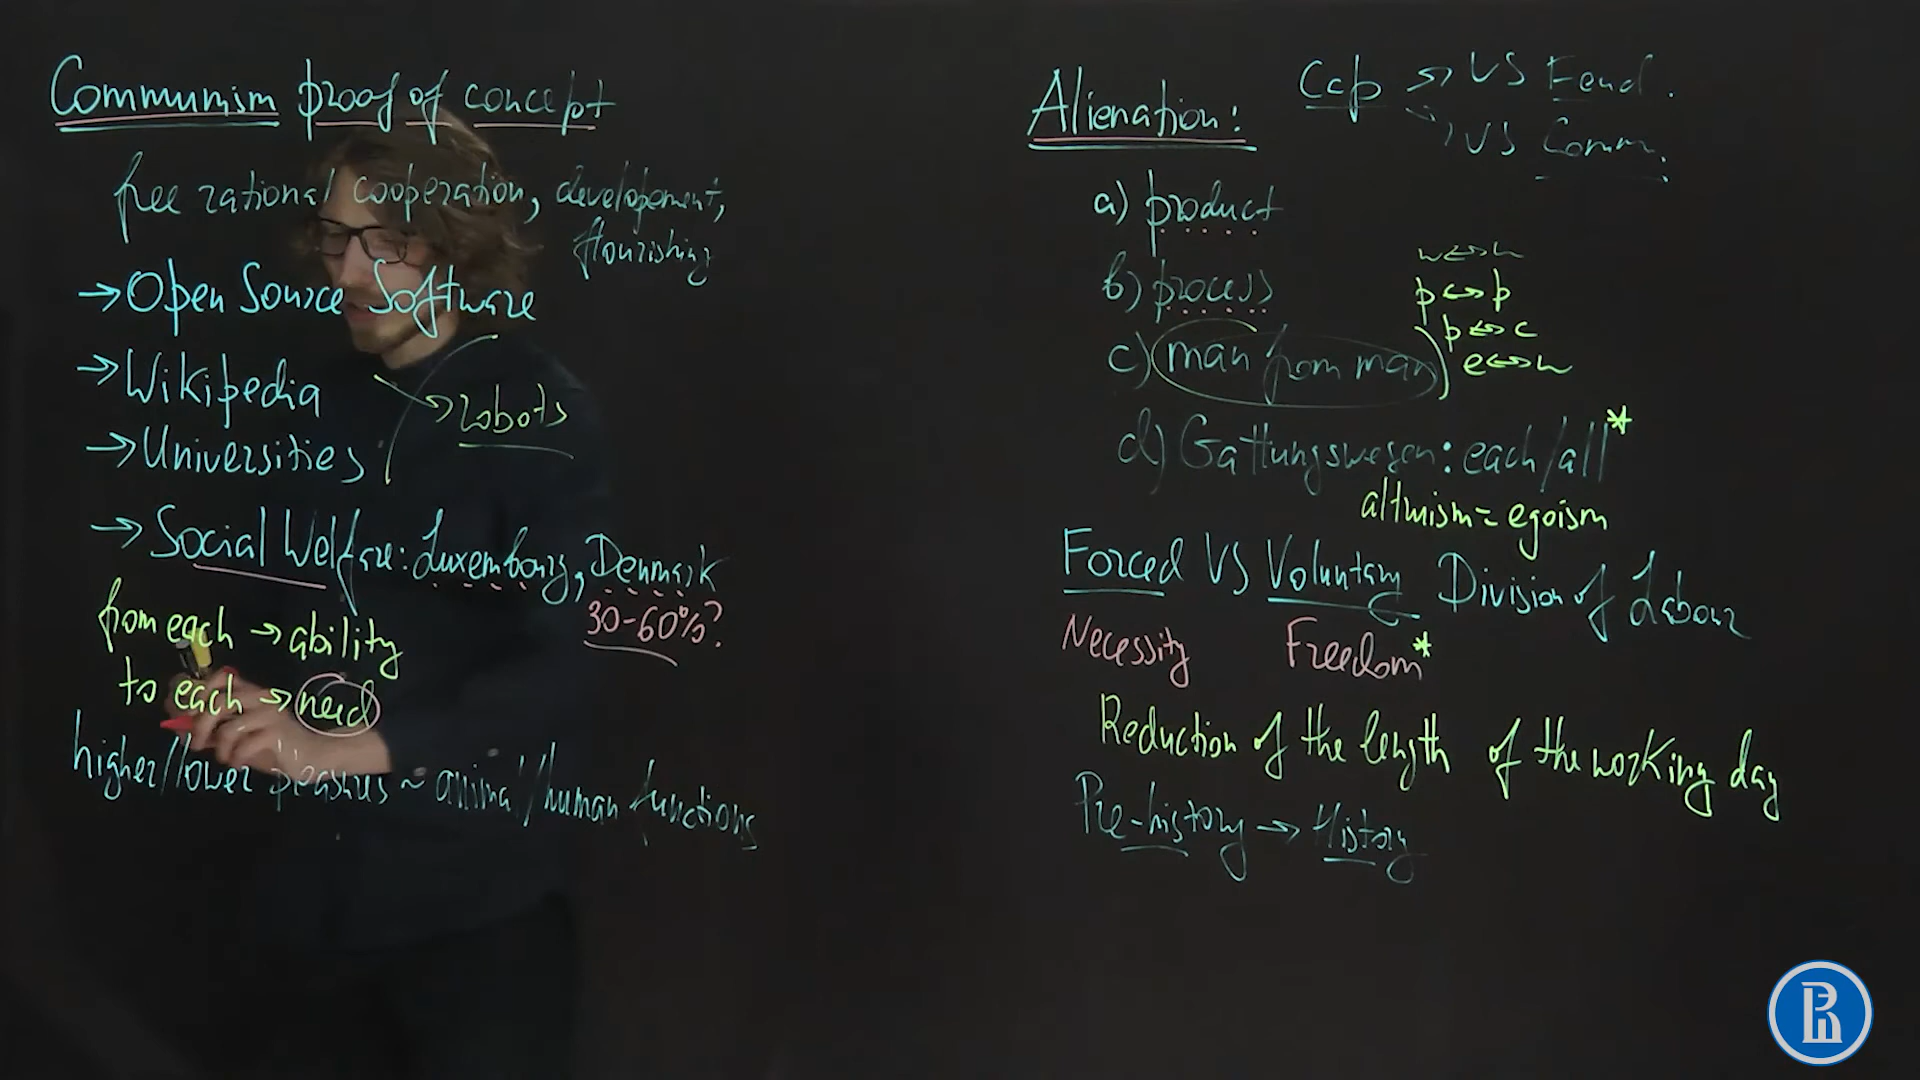 Communism proof of concept
free rational cooperation, development,
flourishing
→ Open Source Software
→ Wikipedia
→ robots
→ Universities
→ Social Welfare: Luxembourg, Denmark
30-60%?
from each → ability
to each → need
higher/lower pleasures ~ animal/human functions
Cap → VS Feud.
→ VS Comm.
Alienation:
a) product
b) process
w↔w
p↔p
p↔c
c) man from man
e↔w
d) Gattungswesen: each/all*
altruism = egoism
Forced VS Voluntary Division of Labour
Necessity Freedom*
Reduction of the length of the working day
Pre-history → History